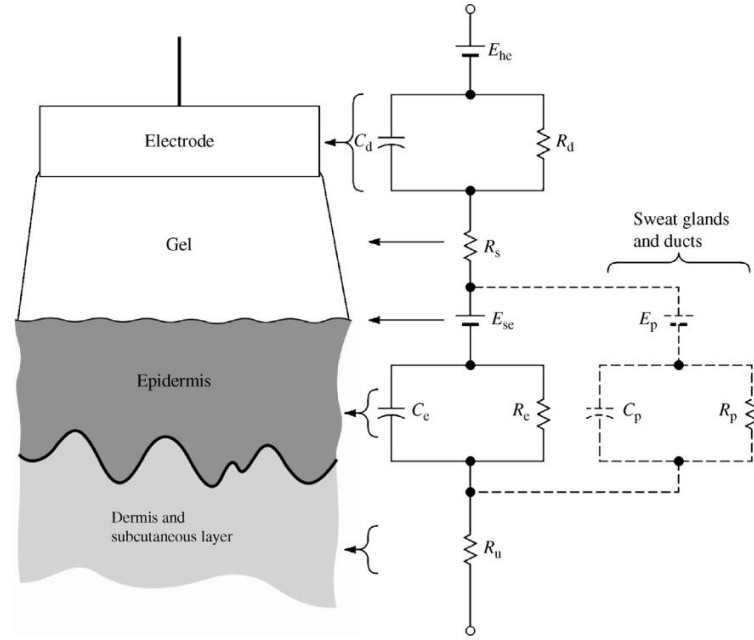 E_he
Electrode
C_d
R_d
Sweat glands
and ducts
Gel
R_s
E_se
E_p
Epidermis
C_e
R_e
C_p
R_p
Dermis and
subcutaneous layer
R_u